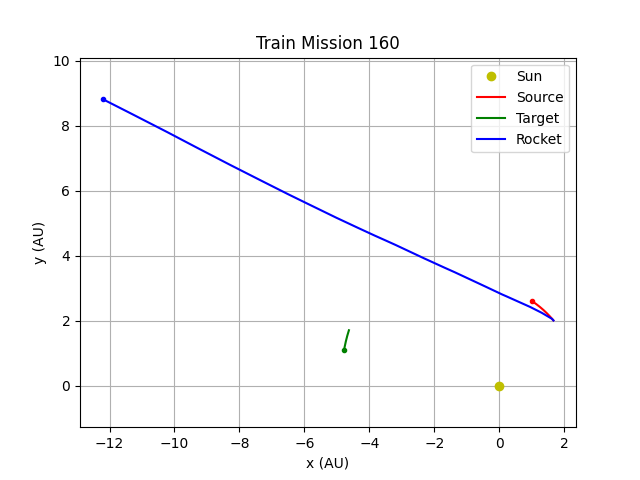 Train Mission 160
10
8
6
4
2
0
y (AU)
Sun
Source
Target
Rocket
−12 −10 −8 −6 −4 −2 0 2
x (AU)